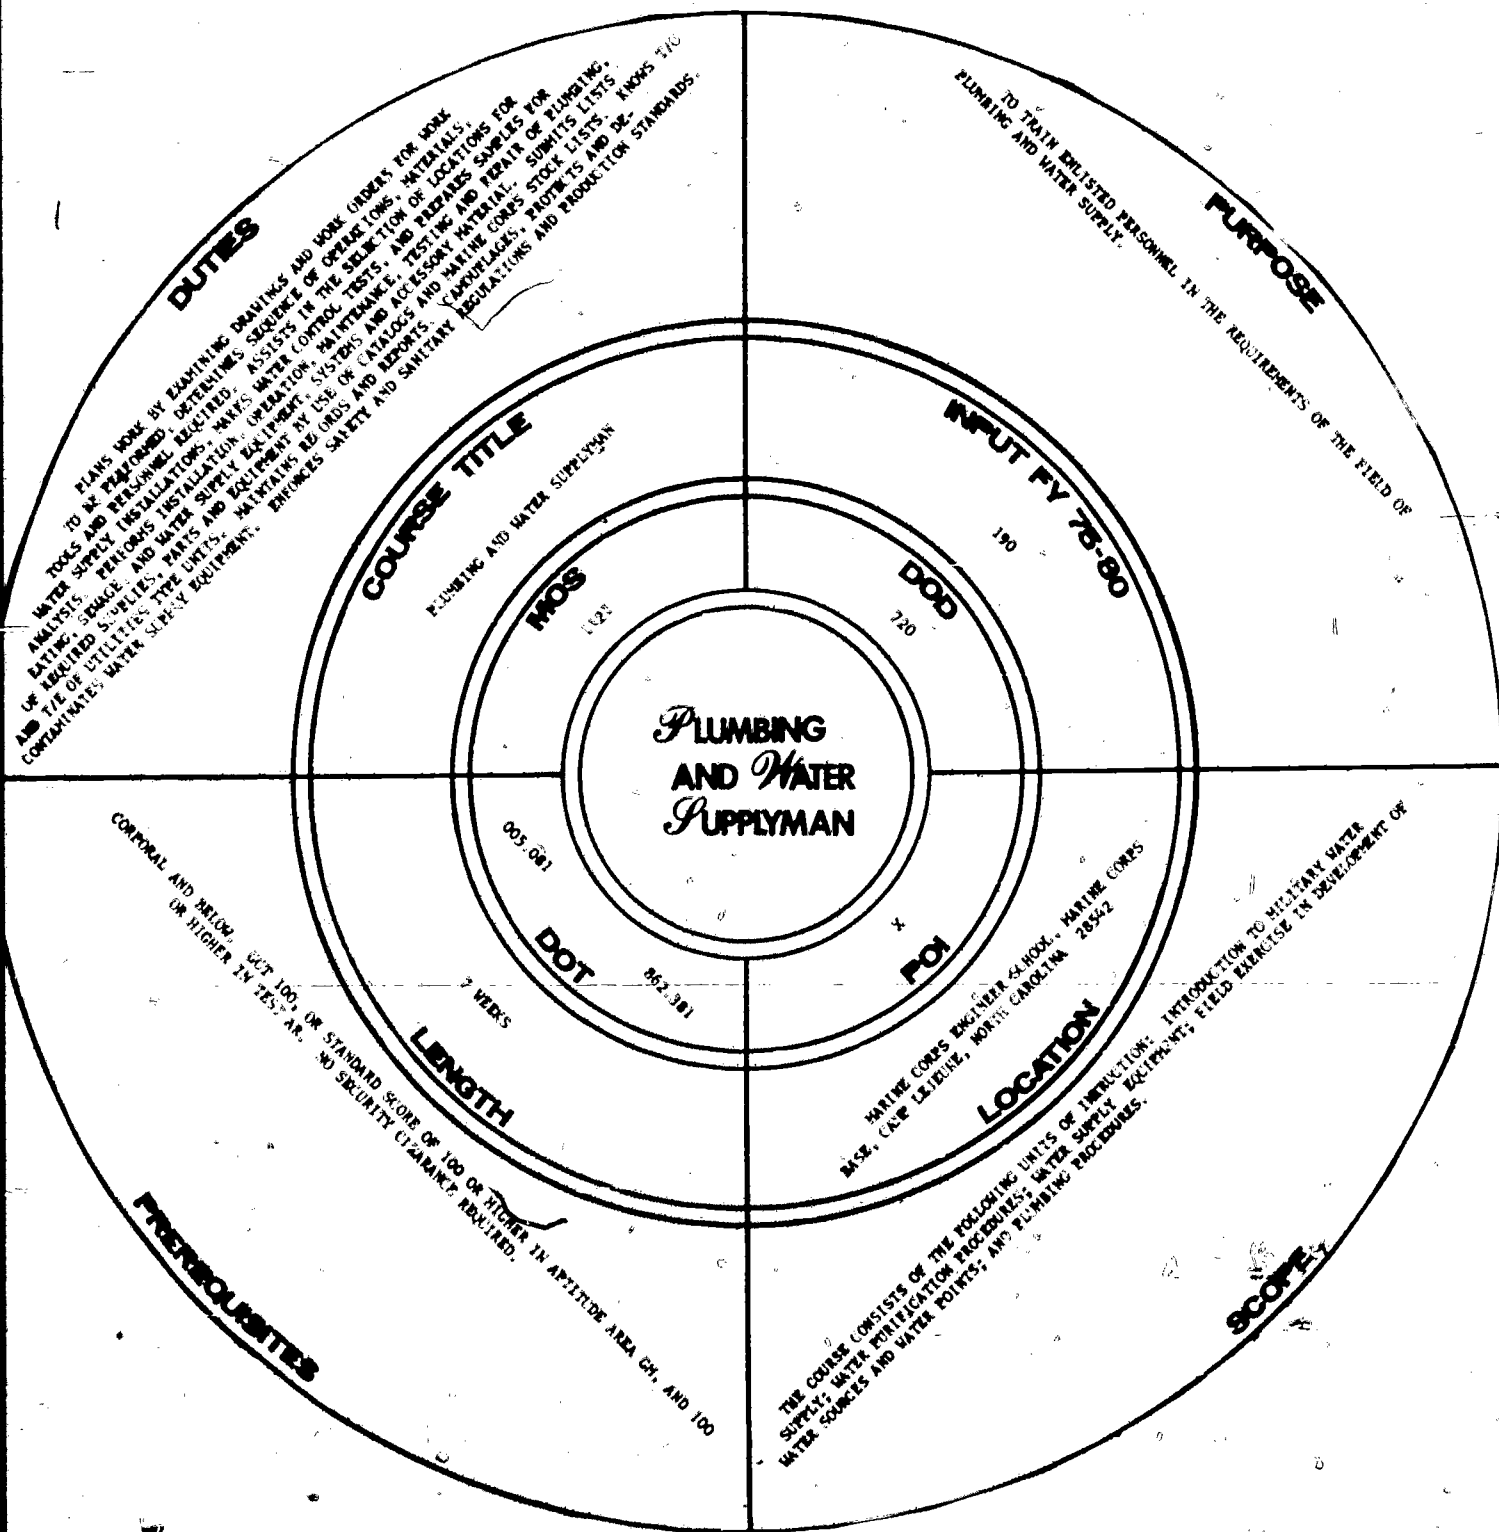 DUTIES
PLANS WORK BY EXAMINING DRAWINGS AND WORK ORDERS FOR WORK
TO BE PERFORMED, DETERMINES SEQUENCE OF OPERATIONS, MATERIALS,
TOOLS AND PERSONNEL REQUIRED. ASSISTS IN THE SELECTION OF LOCATIONS FOR
WATER SUPPLY INSTALLATIONS, MAKES WATER CONTROL TESTS, AND PREPARES SAMPLES FOR
ANALYSIS. PERFORMS INSTALLATION, OPERATION, MAINTENANCE, TESTING AND REPAIR OF PLUMBING,
EATING, SEWAGE, AND WATER SUPPLY EQUIPMENT, SYSTEMS AND ACCESSORY MATERIAL. SUBMITS LISTS
OF REQUIRED SUPPLIES, PARTS AND EQUIPMENT BY USE OF CATALOGS AND MARINE CORPS STOCK LISTS. KNOWS T/O
AND T/E OF UTILITIES TYPE UNITS. MAINTAINS RECORDS AND REPORTS. CAMOUFLAGES, PROTECTS AND DE-
CONTAMINATES WATER SUPPLY EQUIPMENT. ENFORCES SAFETY AND SANITARY REGULATIONS AND PRODUCTION STANDARDS.
PURPOSE
TO TRAIN ENLISTED PERSONNEL IN THE REQUIREMENTS OF THE FIELD OF
PLUMBING AND WATER SUPPLY.
COURSE TITLE
PLUMBING AND WATER SUPPLYMAN
INPUT FY 75-80
190
MOS
DOD
720
PLUMBING
AND WATER
SUPPLYMAN
005.081
DOT
862.381
X
POI
LENGTH
7 WEEKS
MARINE CORPS ENGINEER SCHOOL, MARINE CORPS
BASE, CAMP LEJEUNE, NORTH CAROLINA 28542
LOCATION
CORPORAL AND BELOW. GCT 100, OR STANDARD SCORE OF 100 OR HIGHER IN APTITUDE AREA GM, AND 100
OR HIGHER IN TEST AR. NO SECURITY CLEARANCE REQUIRED.
PREREQUISITES
THE COURSE CONSISTS OF THE FOLLOWING UNITS OF INSTRUCTION: INTRODUCTION TO MILITARY WATER
SUPPLY; WATER PURIFICATION PROCEDURES; WATER SUPPLY EQUIPMENT; FIELD EXERCISE IN DEVELOPMENT OF
WATER SOURCES AND WATER POINTS; AND PLUMBING PROCEDURES.
SCOPE